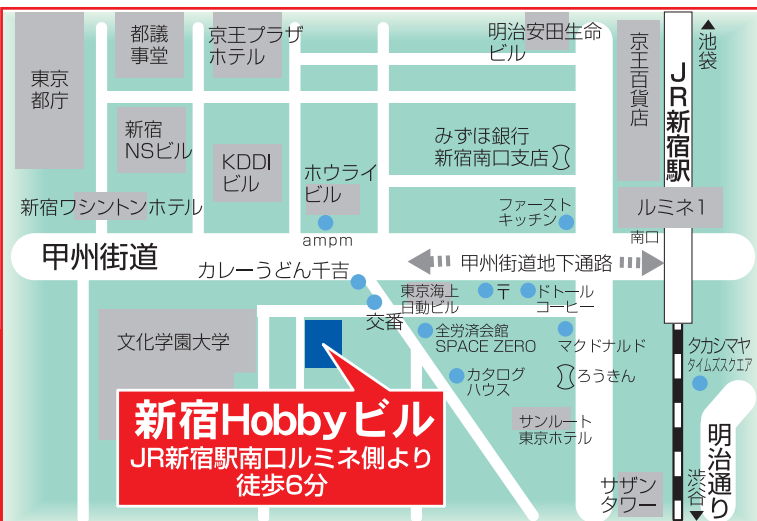 都議
事堂
京王プラザ
ホテル
明治安田生命
ビル
京王百貨店
▲池袋
東京
都庁
JR新宿駅
新宿
NSビル
KDDI
ビル
みずほ銀行
新宿南口支店
ホウライ
ビル
新宿ワシントンホテル
ファースト
キッチン
ルミネ1
ampm
南口
甲州街道
カレーうどん千吉
甲州街道地下通路
東京海上
日動ビル
〒
ドトール
コーヒー
交番
文化学園大学
全労済会館
SPACE ZERO
マクドナルド
タカシマヤ
タイムズスクエア
カタログ
ハウス
ろうきん
新宿Hobbyビル
JR新宿駅南口ルミネ側より
徒歩6分
サンルート
東京ホテル
明治通り
サザン
タワー
渋谷▼